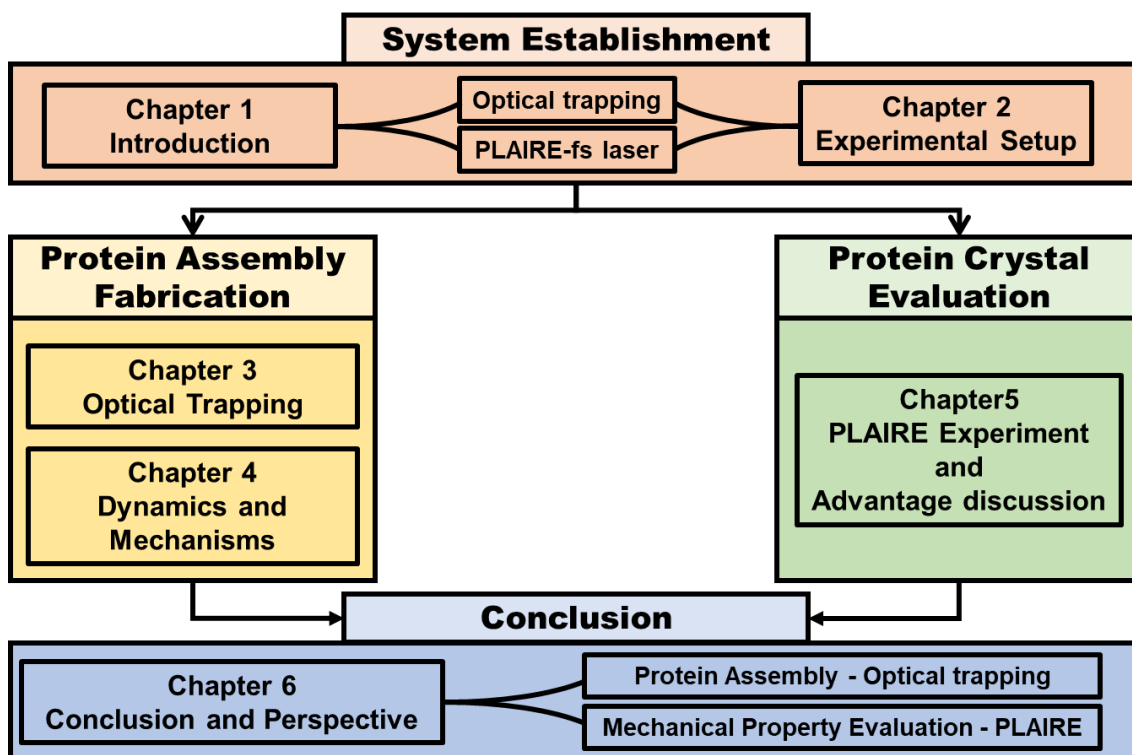 System Establishment
Chapter 1
Introduction
Optical trapping
PLAIRE-fs laser
Chapter 2
Experimental Setup
Protein Assembly
Fabrication
Chapter 3
Optical Trapping
Chapter 4
Dynamics and
Mechanisms
Protein Crystal
Evaluation
Chapter5
PLAIRE Experiment
and
Advantage discussion
Conclusion
Chapter 6
Conclusion and Perspective
Protein Assembly - Optical trapping
Mechanical Property Evaluation - PLAIRE